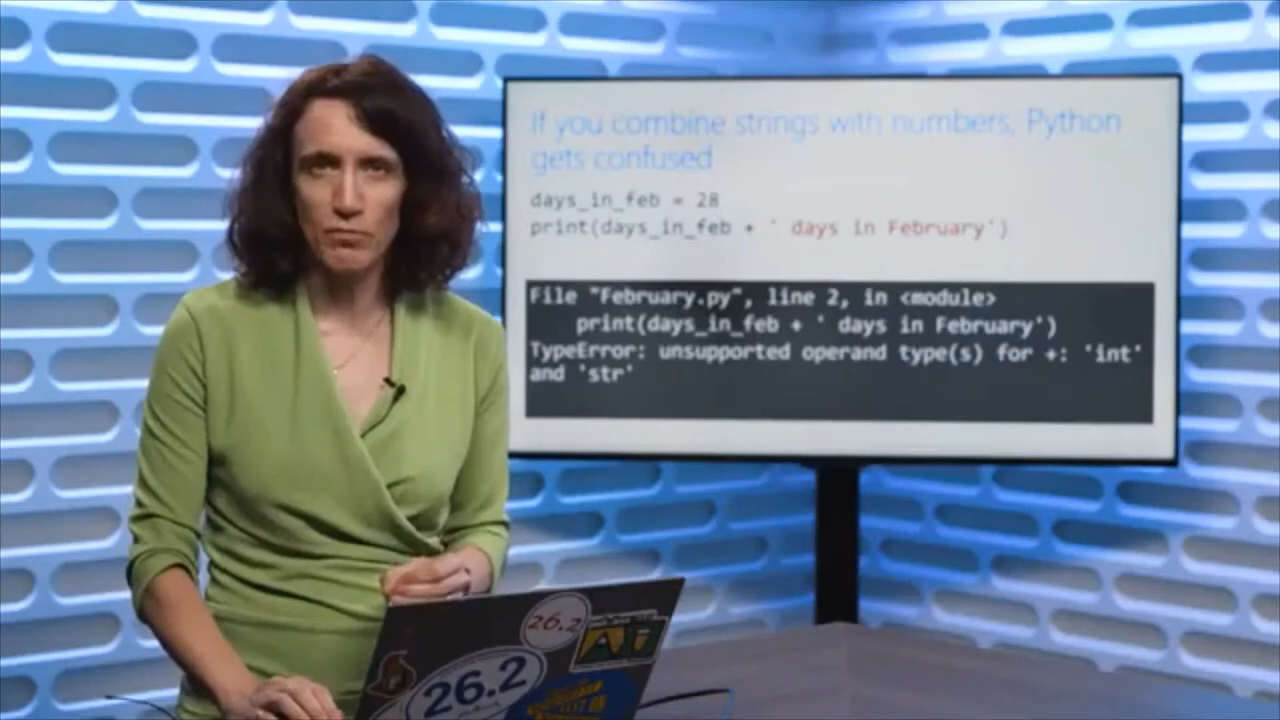 If you combine strings with numbers, Python
gets confused
days_in_feb = 28
print(days_in_feb + ' days in February')
File "February.py", line 2, in <module>
print(days_in_feb + ' days in February')
TypeError: unsupported operand type(s) for +: 'int'
and 'str'
26.2
Ai
26.2